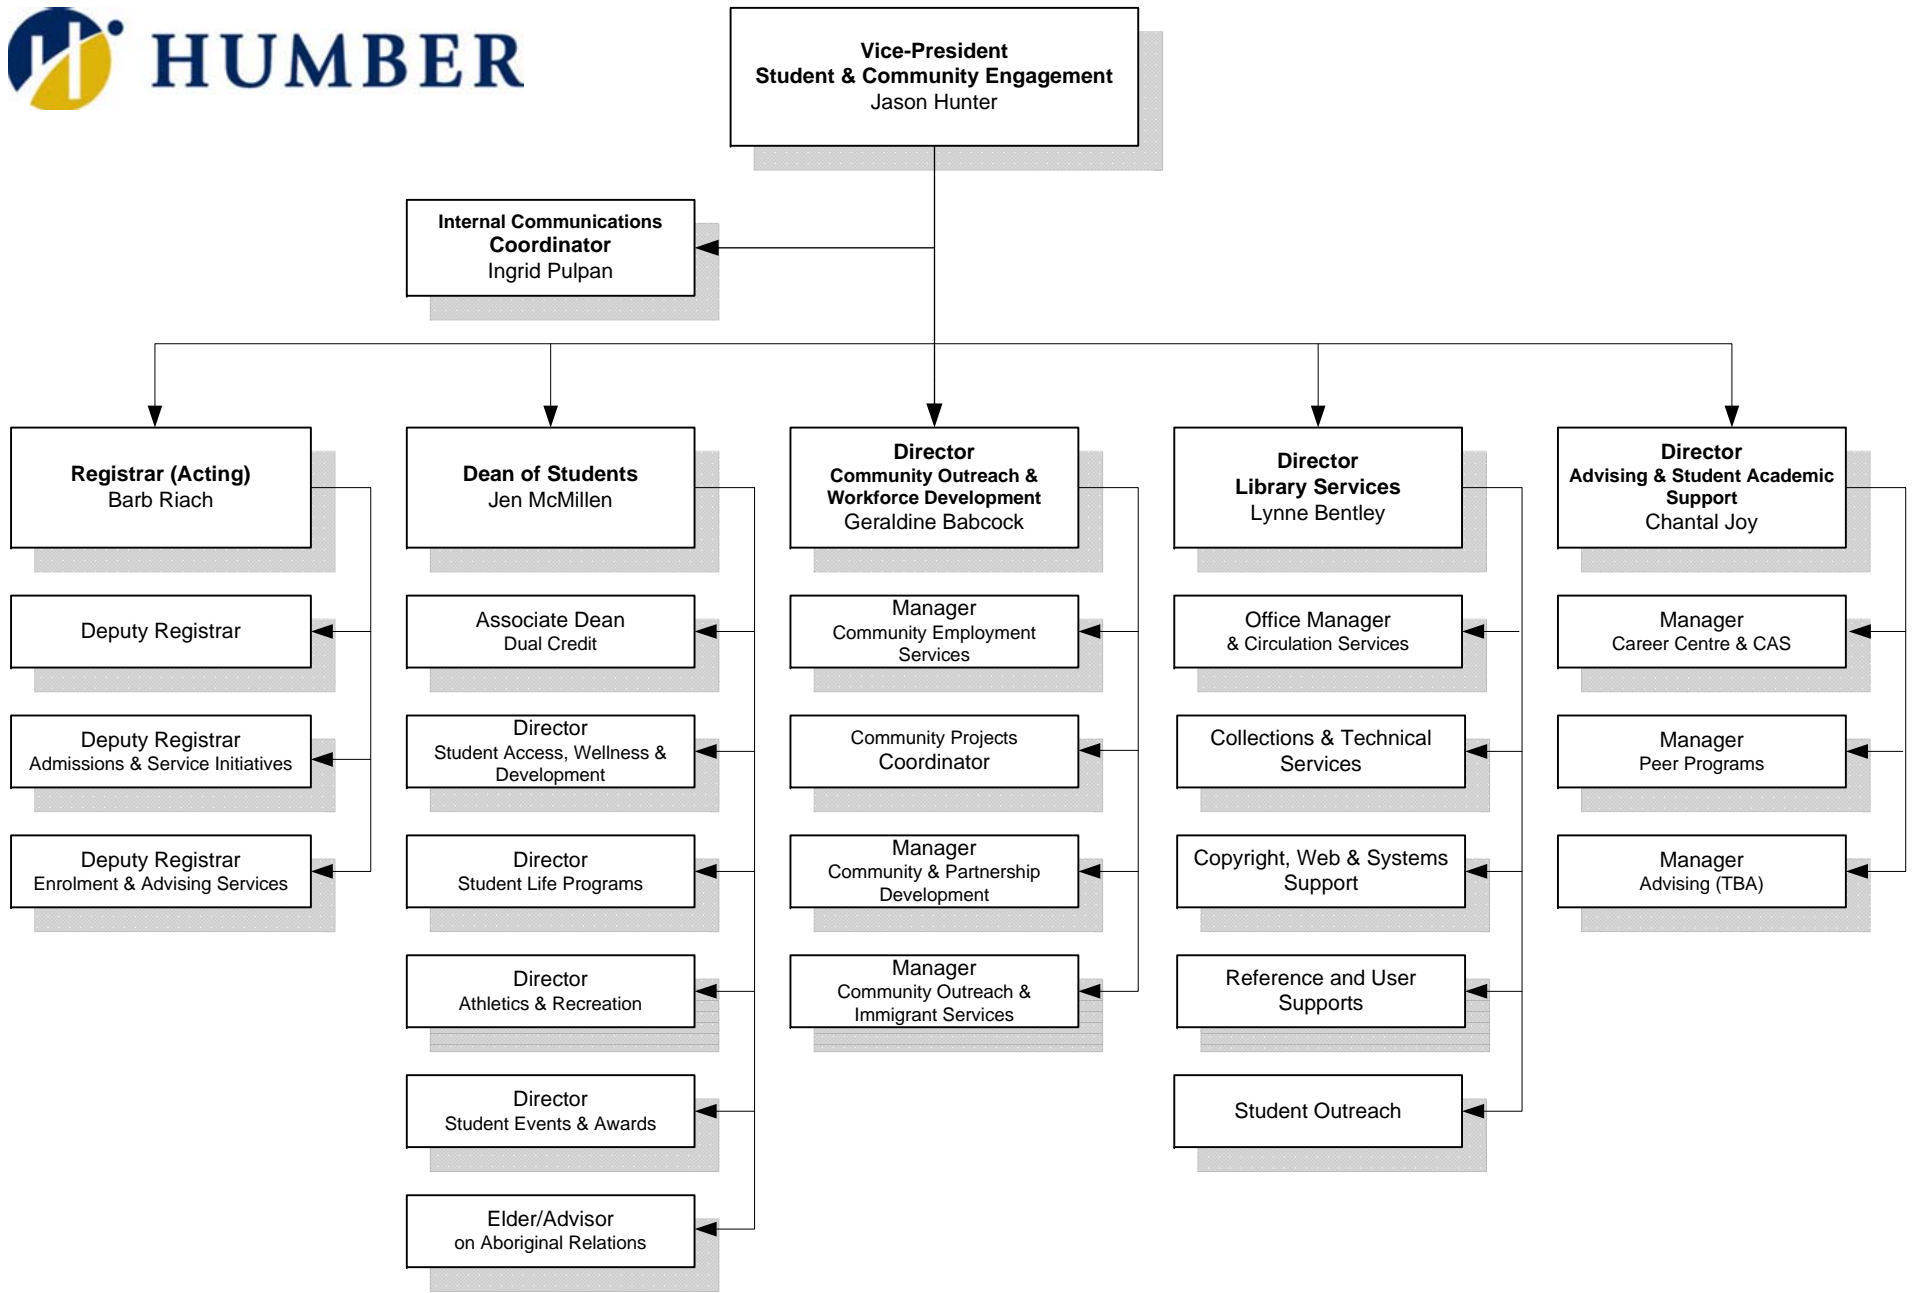 HUMBER
Vice-President
Student & Community Engagement
Jason Hunter
Internal Communications
Coordinator
Ingrid Pulpan
Registrar (Acting)
Barb Riach
Deputy Registrar
Deputy Registrar
Admissions & Service Initiatives
Deputy Registrar
Enrolment & Advising Services
Dean of Students
Jen McMillen
Associate Dean
Dual Credit
Director
Student Access, Wellness &
Development
Director
Student Life Programs
Director
Athletics & Recreation
Director
Student Events & Awards
Elder/Advisor
on Aboriginal Relations
Director
Community Outreach &
Workforce Development
Geraldine Babcock
Manager
Community Employment
Services
Community Projects
Coordinator
Manager
Community & Partnership
Development
Manager
Community Outreach &
Immigrant Services
Director
Library Services
Lynne Bentley
Office Manager
& Circulation Services
Collections & Technical
Services
Copyright, Web & Systems
Support
Reference and User
Supports
Student Outreach
Director
Advising & Student Academic
Support
Chantal Joy
Manager
Career Centre & CAS
Manager
Peer Programs
Manager
Advising (TBA)